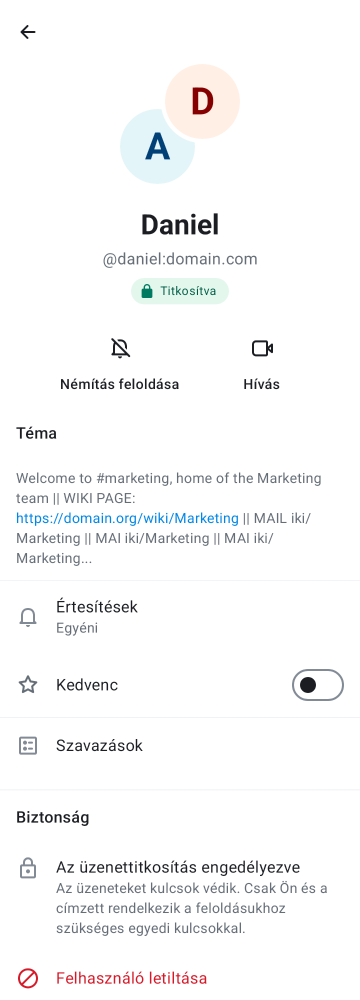 D
A
Daniel
@daniel:domain.com
Titkosítva
Némítás feloldása
Hívás
Téma
Welcome to #marketing, home of the Marketing
team || WIKI PAGE:
https://domain.org/wiki/Marketing || MAIL iki/
Marketing || MAI iki/Marketing || MAI iki/
Marketing...
Értesítések
Egyéni
Kedvenc
Szavazások
Biztonság
Az üzenettitkosítás engedélyezve
Az üzeneteket kulcsok védik. Csak Ön és a
címzett rendelkezik a feloldásukhoz
szükséges egyedi kulcsokkal.
Felhasználó letiltása